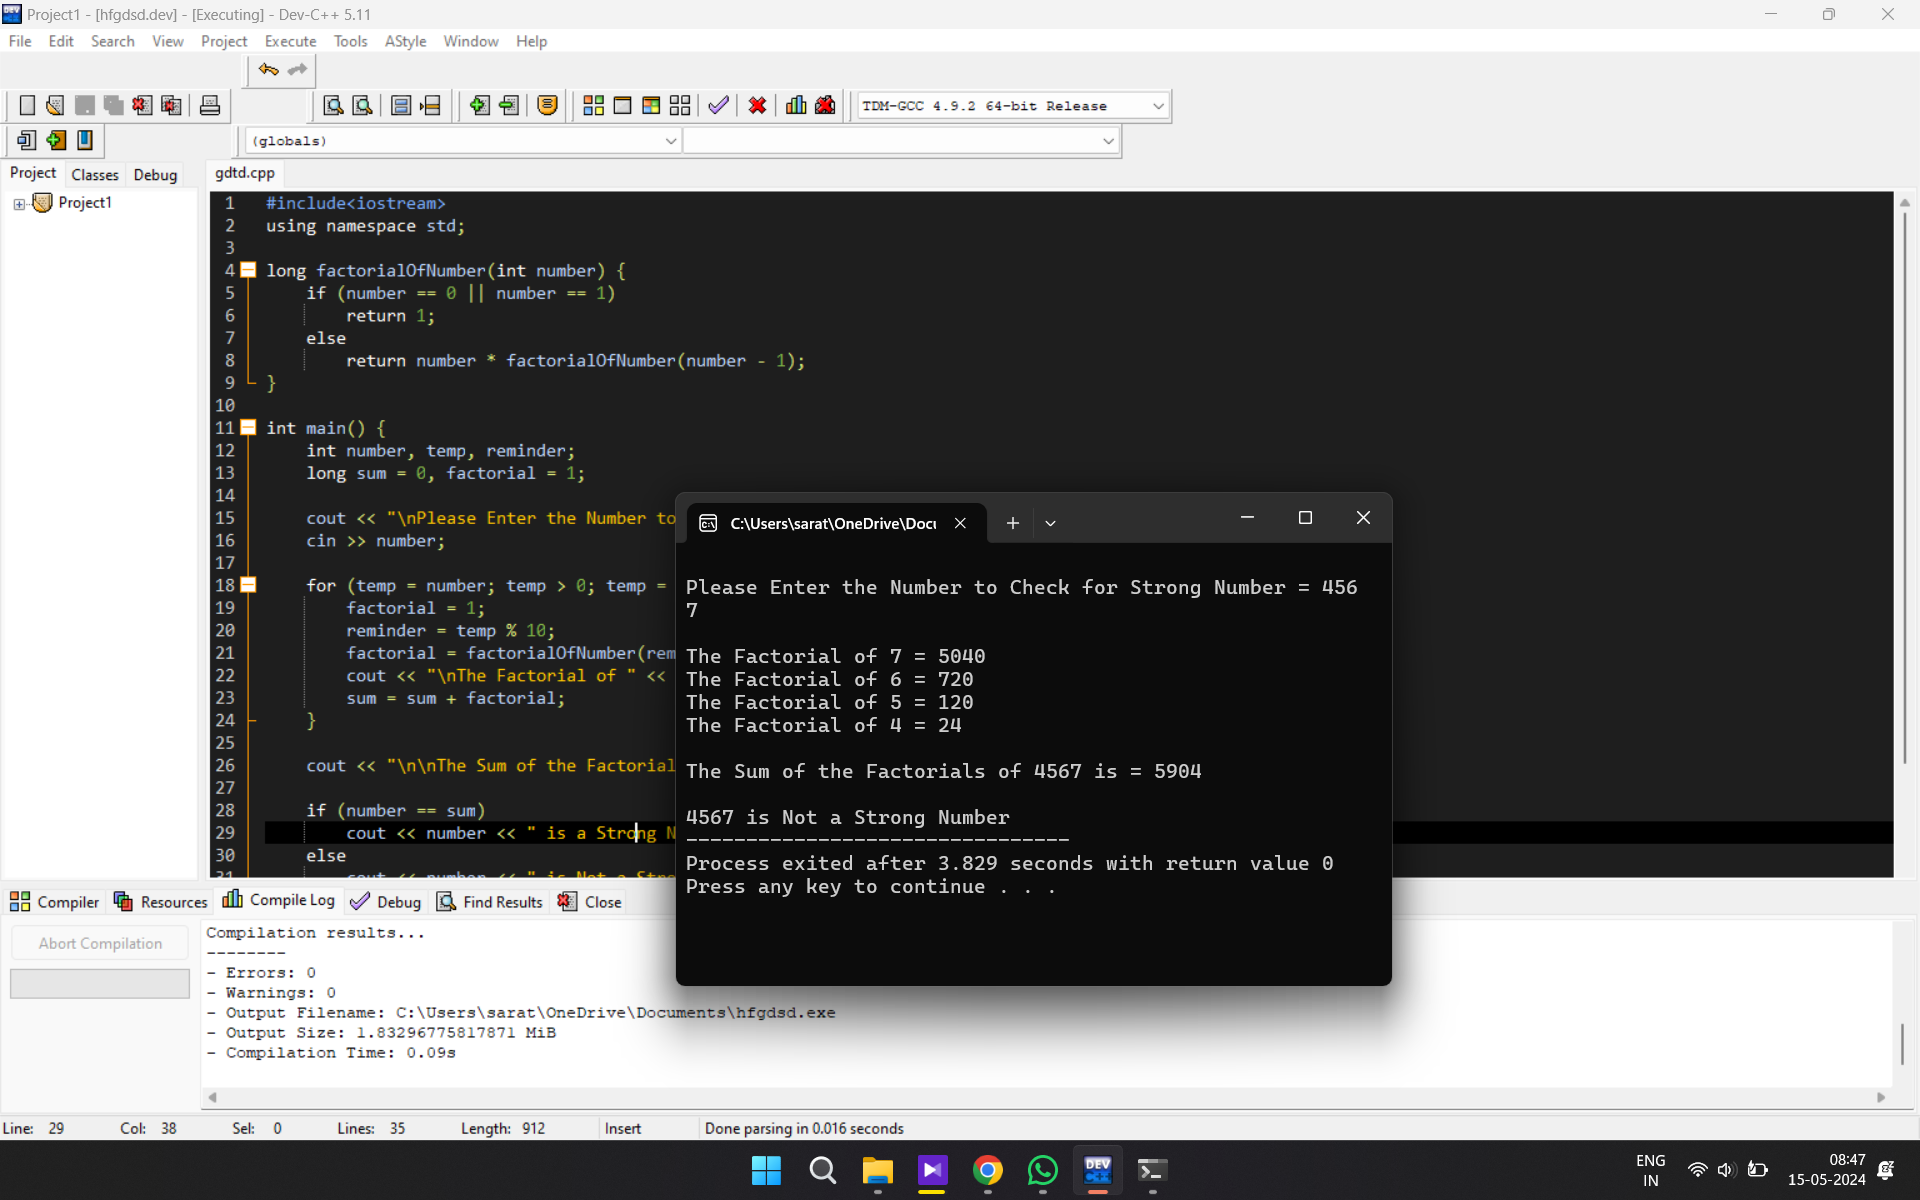 Project1 - [hfgdsd.dev] - [Executing] - Dev-C++ 5.11
File Edit Search View Project Execute Tools AStyle Window Help
TDM-GCC 4.9.2 64-bit Release
(globals)
Project Classes Debug
gdtd.cpp
Project1
1 #include<iostream>
2 using namespace std;
3
4 long factorialOfNumber(int number) {
5 if (number == 0 || number == 1)
6 return 1;
7 else
8 return number * factorialOfNumber(number - 1);
9 }
10
11 int main() {
12 int number, temp, reminder;
13 long sum = 0, factorial = 1;
14
15 cout << "\nPlease Enter the Number to
16 cin >> number;
17
18 for (temp = number; temp > 0; temp =
19 factorial = 1;
20 reminder = temp % 10;
21 factorial = factorialOfNumber(rem
22 cout << "\nThe Factorial of " <<
23 sum = sum + factorial;
24 }
25
26 cout << "\n\nThe Sum of the Factorial
27
28 if (number == sum)
29 cout << number << " is a Strong N
30 else
31 cout << number << " is Not a Stro
C:\Users\sarat\OneDrive\Docu
Please Enter the Number to Check for Strong Number = 456
7
The Factorial of 7 = 5040
The Factorial of 6 = 720
The Factorial of 5 = 120
The Factorial of 4 = 24
The Sum of the Factorials of 4567 is = 5904
4567 is Not a Strong Number
--------------------------------
Process exited after 3.829 seconds with return value 0
Press any key to continue . . .
Compiler Resources Compile Log Debug Find Results Close
Abort Compilation
Compilation results...
--------
- Errors: 0
- Warnings: 0
- Output Filename: C:\Users\sarat\OneDrive\Documents\hfgdsd.exe
- Output Size: 1.83296775817871 MiB
- Compilation Time: 0.09s
Line: 29 Col: 38 Sel: 0 Lines: 35 Length: 912 Insert Done parsing in 0.016 seconds
DEV C++
ENG
IN
08:47
15-05-2024